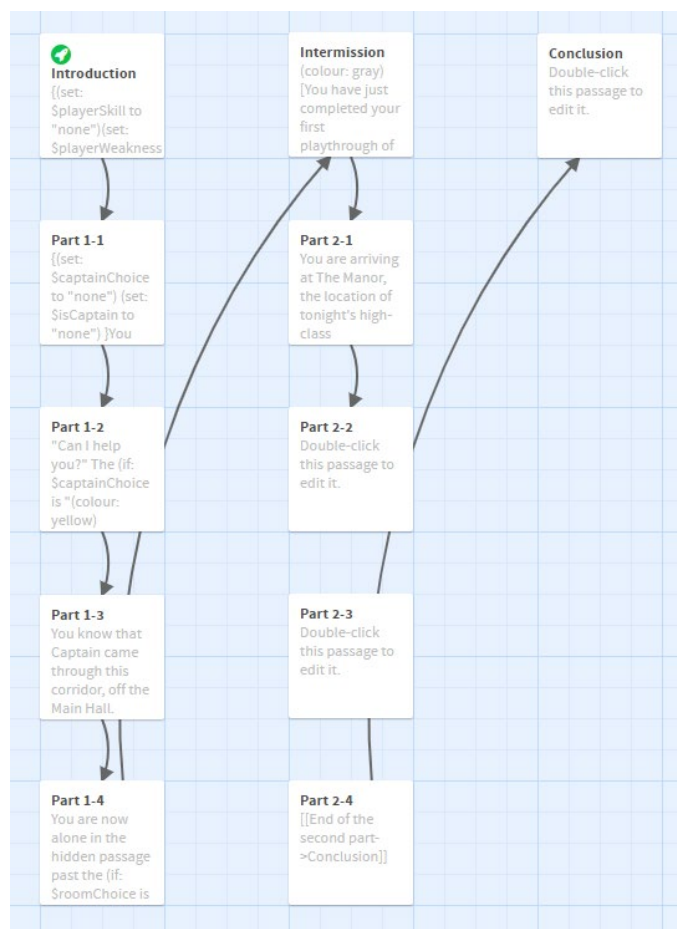 Introduction
{(set:
$playerSkill to
"none")(set:
$playerWeakness
Part 1-1
{(set:
$captainChoice
to "none") (set:
$isCaptain to
"none") }You
Part 1-2
"Can I help
you?" The (if:
$captainChoice
is "(colour:
yellow)
Part 1-3
You know that
Captain came
through this
corridor, off the
Main Hall.
Part 1-4
You are now
alone in the
hidden passage
past the (if:
$roomChoice is
Intermission
(colour: gray)
[You have just
completed your
first
playthrough of
Part 2-1
You are arriving
at The Manor,
the location of
tonight's high-
class
Part 2-2
Double-click
this passage to
edit it.
Part 2-3
Double-click
this passage to
edit it.
Part 2-4
[[End of the
second part-
>Conclusion]]
Conclusion
Double-click
this passage to
edit it.